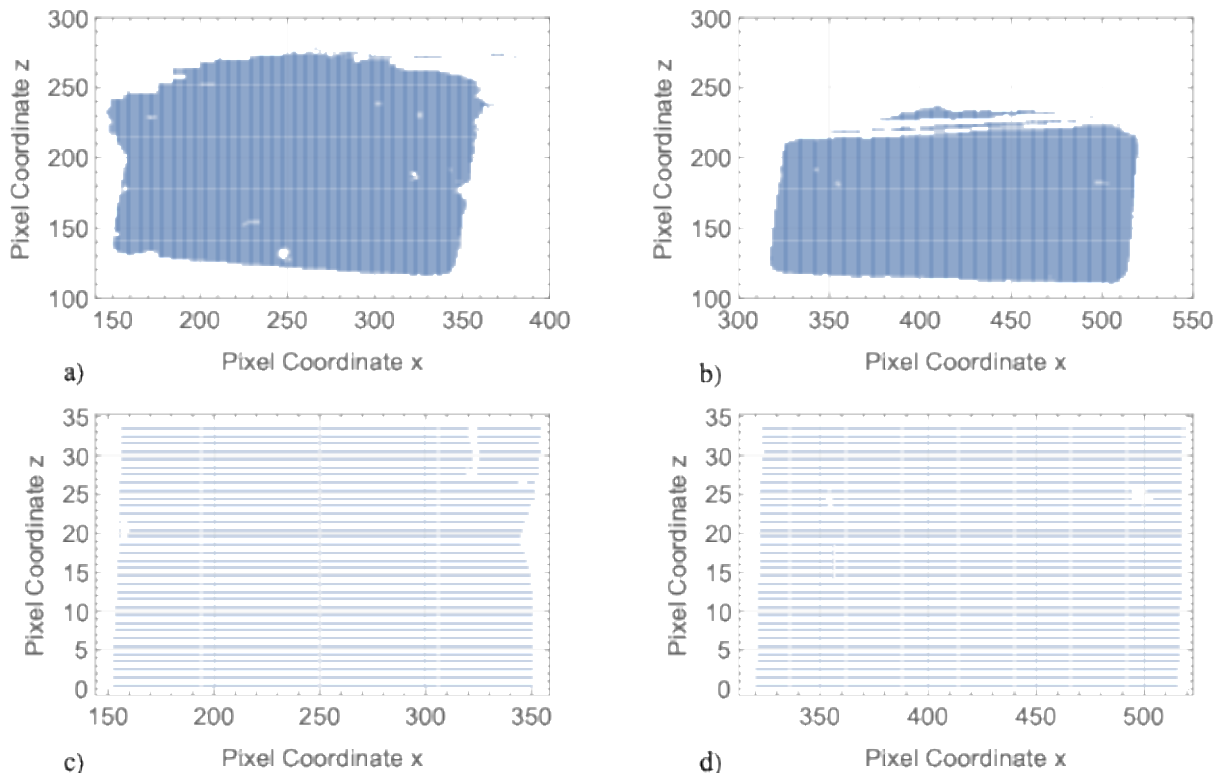 300
250
200
150
100
Pixel Coordinate z
150 200 250 300 350 400
Pixel Coordinate x
a)
300
250
200
150
100
Pixel Coordinate z
300 350 400 450 500 550
Pixel Coordinate x
b)
35
30
25
20
15
10
5
0
Pixel Coordinate z
150 200 250 300 350
Pixel Coordinate x
c)
35
30
25
20
15
10
5
0
Pixel Coordinate z
350 400 450 500
Pixel Coordinate x
d)